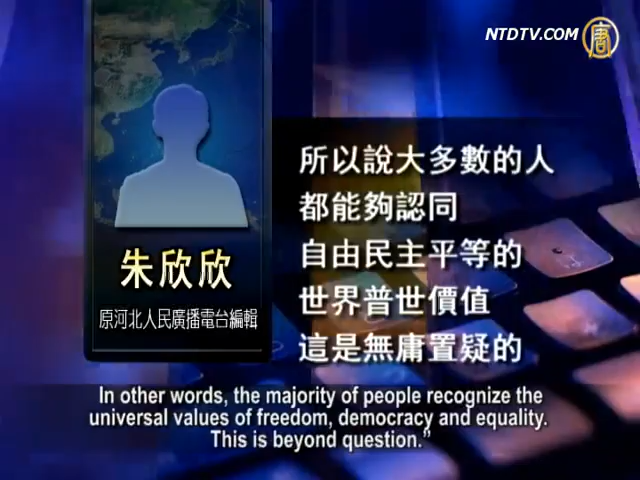 NTDTV.COM
唐
所以說大多數的人
都能夠認同
自由民主平等的
世界普世價值
這是無庸置疑的
朱欣欣
原河北人民廣播電台編輯
In other words, the majority of people recognize the
universal values of freedom, democracy and equality.
This is beyond question.”